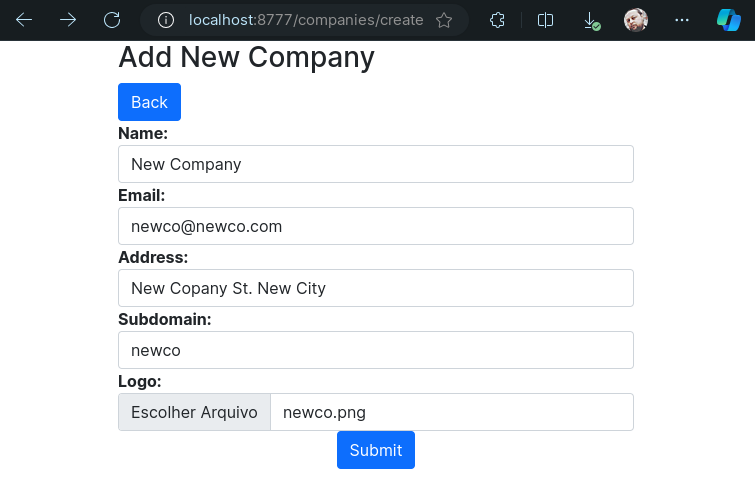 localhost:8777/companies/create
Add New Company
Back
Name:
New Company
Email:
newco@newco.com
Address:
New Copany St. New City
Subdomain:
newco
Logo:
Escolher Arquivo newco.png
Submit